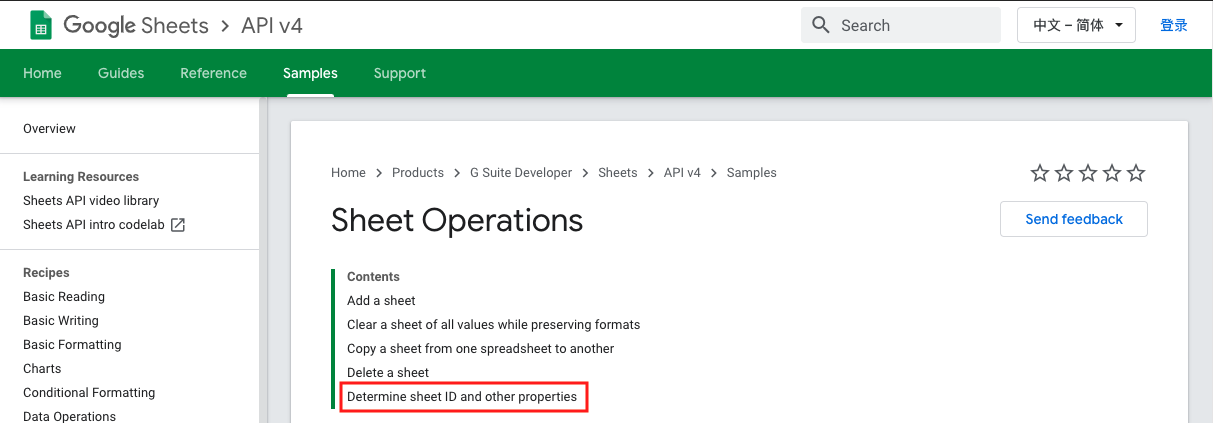 Google Sheets > API v4
Search
中文 – 简体
登录
Home Guides Reference Samples Support
Overview
Learning Resources
Sheets API video library
Sheets API intro codelab
Recipes
Basic Reading
Basic Writing
Basic Formatting
Charts
Conditional Formatting
Data Operations
Home > Products > G Suite Developer > Sheets > API v4 > Samples
Sheet Operations
Send feedback
Contents
Add a sheet
Clear a sheet of all values while preserving formats
Copy a sheet from one spreadsheet to another
Delete a sheet
Determine sheet ID and other properties